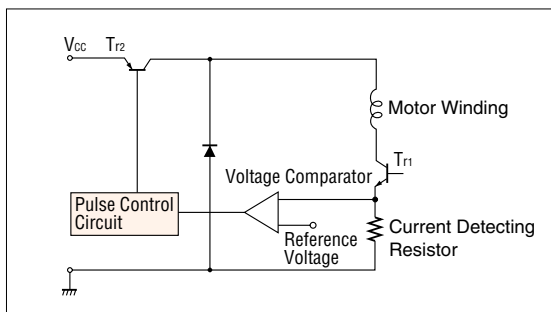 Vcc Tr2
Motor Winding
Tr1
Voltage Comparator
Pulse Control
Circuit
Reference
Voltage
Current Detecting
Resistor